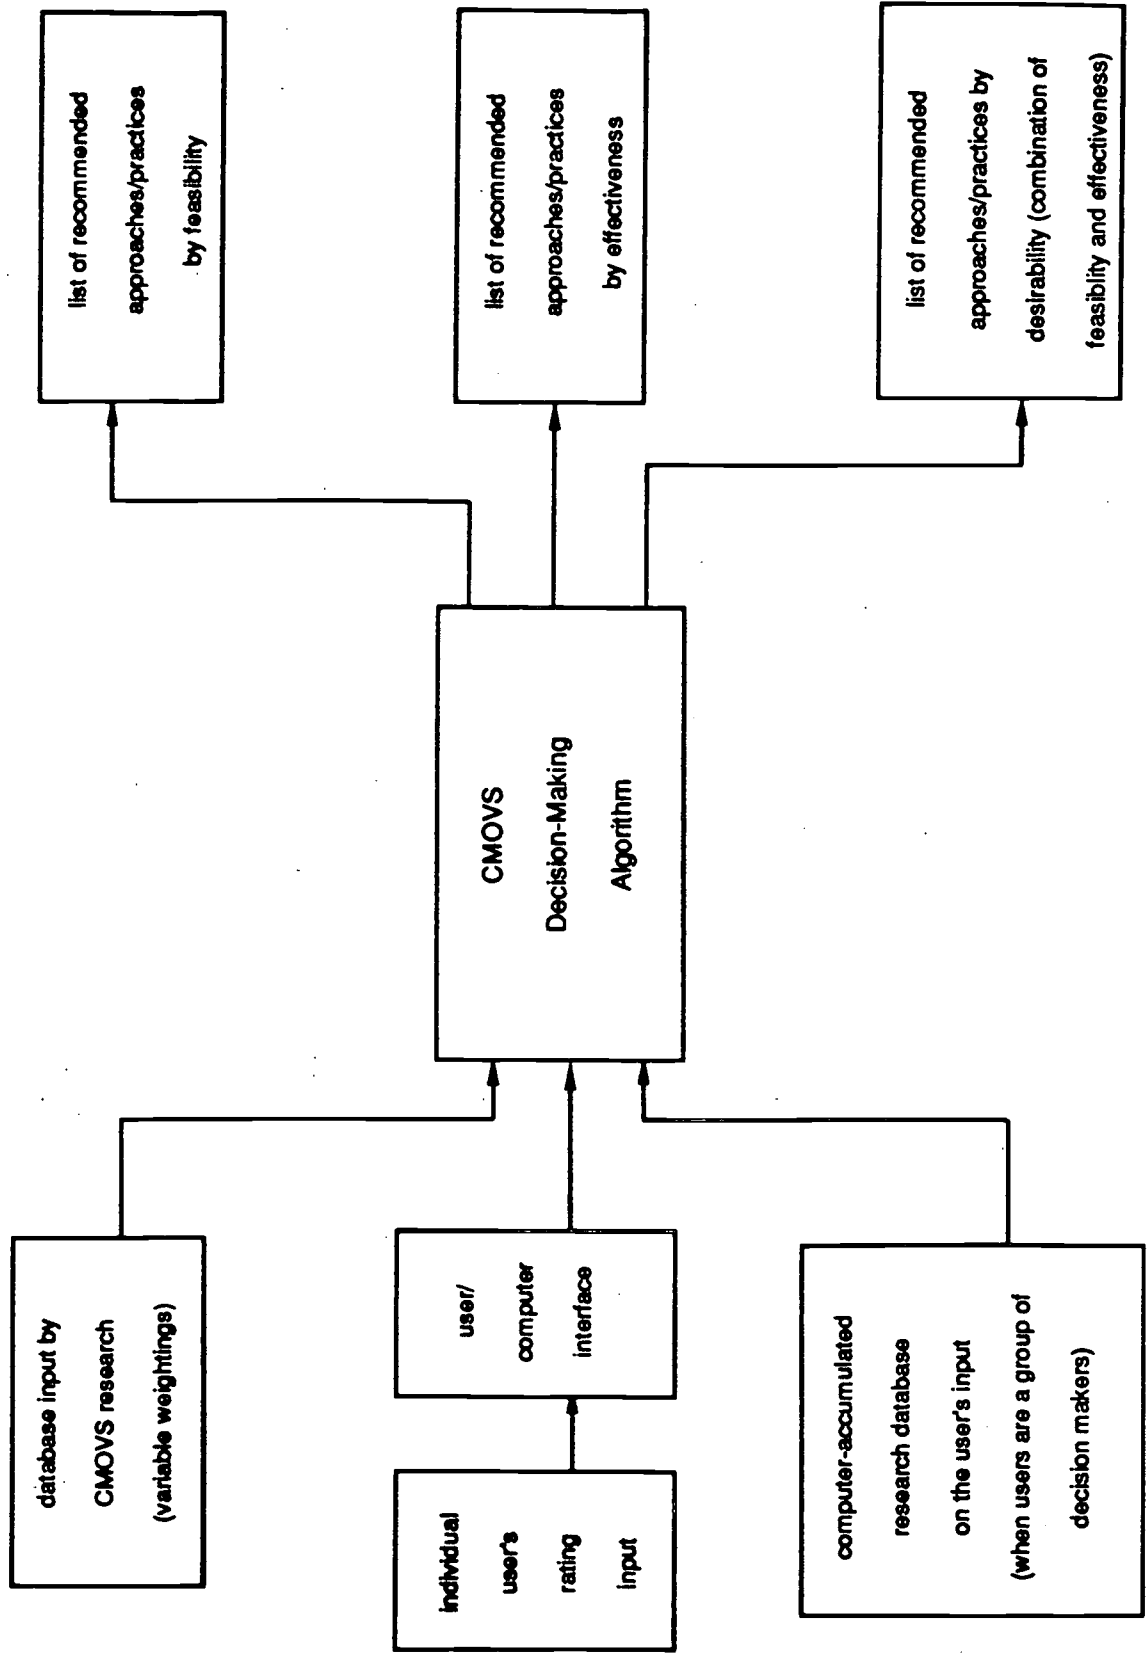 database input by
CMOVS research
(variable weightings)
individual
user's
rating
input
user/
computer
interface
computer-accumulated
research database
on the user's input
(when users are a group of
decision makers)
CMOVS
Decision-Making
Algorithm
list of recommended
approaches/practices
by feasibility
list of recommended
approaches/practices
by effectiveness
list of recommended
approaches/practices by
desirability (combination of
feasiblity and effectiveness)